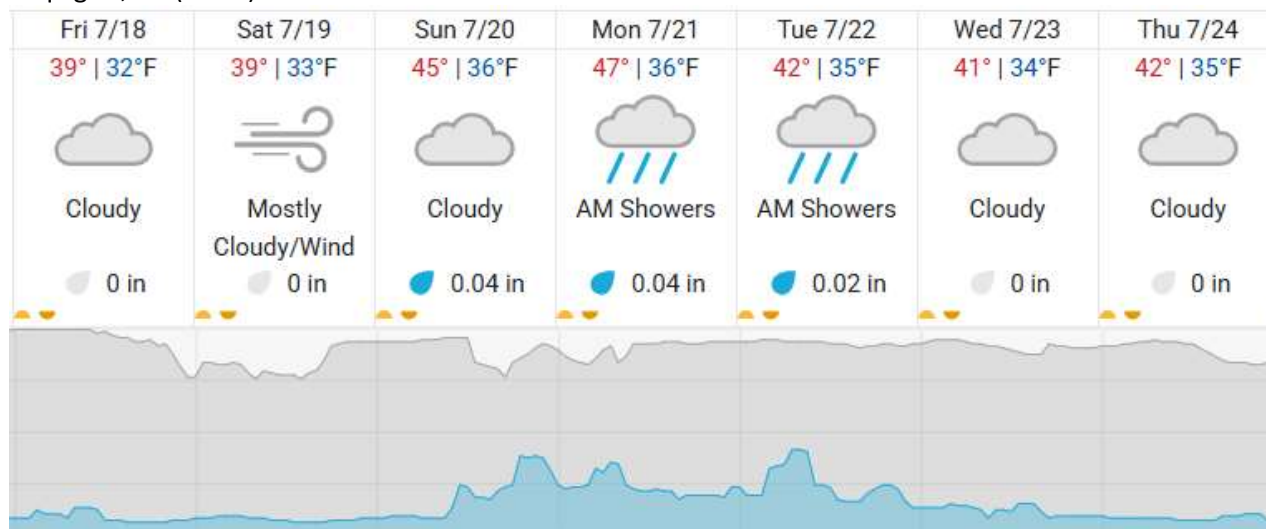 Fri 7/18 Sat 7/19 Sun 7/20 Mon 7/21 Tue 7/22 Wed 7/23 Thu 7/24
39° | 32°F 39° | 33°F 45° | 36°F 47° | 36°F 42° | 35°F 41° | 34°F 42° | 35°F
Cloudy Mostly Cloudy AM Showers AM Showers Cloudy Cloudy
Cloudy/Wind
0 in 0 in 0.04 in 0.04 in 0.02 in 0 in 0 in